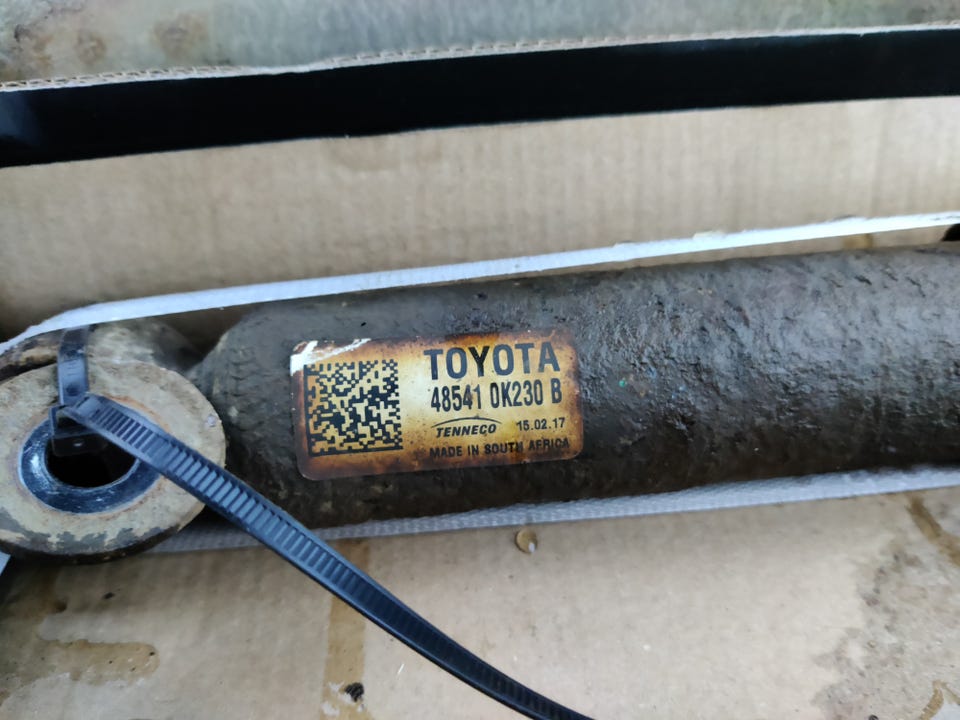 TOYOTA
48541 0K230 B
TENNECO 15.02.17
MADE IN SOUTH AFRICA